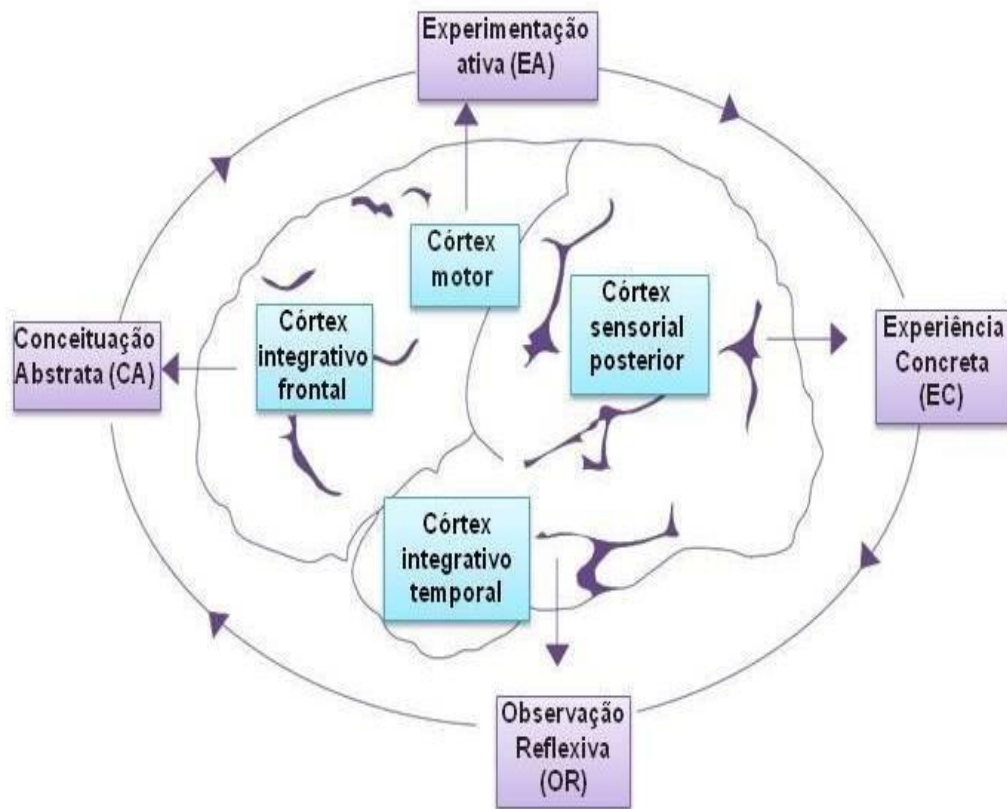 Experimentação
ativa (EA)
Córtex
motor
Córtex
sensorial
posterior
Córtex
integrativo
frontal
Conceituação
Abstrata (CA)
Experiência
Concreta
(EC)
Córtex
integrativo
temporal
Observação
Reflexiva
(OR)